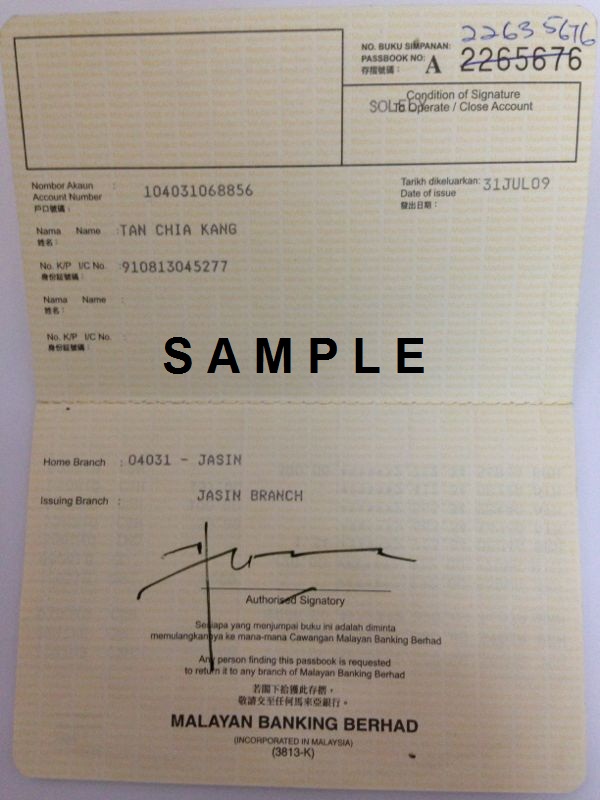 2263 5676
NO. BUKU SIMPANAN:
PASSBOOK NO: A 2265676
存摺號碼：
Condition of Signature
To Operate / Close Account
SOLELY
Nombor Akaun : 104031068856
Account Number
戶口號碼：
Tarikh dikeluarkan: 31JUL09
Date of issue
發出日期：
Nama Name :TAN CHIA KANG
姓名：
No. K/P I/C No. :910813045277
身份証號碼：
Nama Name :
姓名：
No. K/P I/C No. :
身份証號碼：
SAMPLE
Home Branch : 04031 - JASIN
Issuing Branch : JASIN BRANCH
Authorised Signatory
Sesiapa yang menjumpai buku ini adalah diminta
memulangkannya ke mana-mana Cawangan Malayan Banking Berhad
Any person finding this passbook is requested
to return it to any branch of Malayan Banking Berhad
若閣下拾獲此存摺，
敬請交至任何馬來亞銀行。
MALAYAN BANKING BERHAD
(INCORPORATED IN MALAYSIA)
(3813-K)